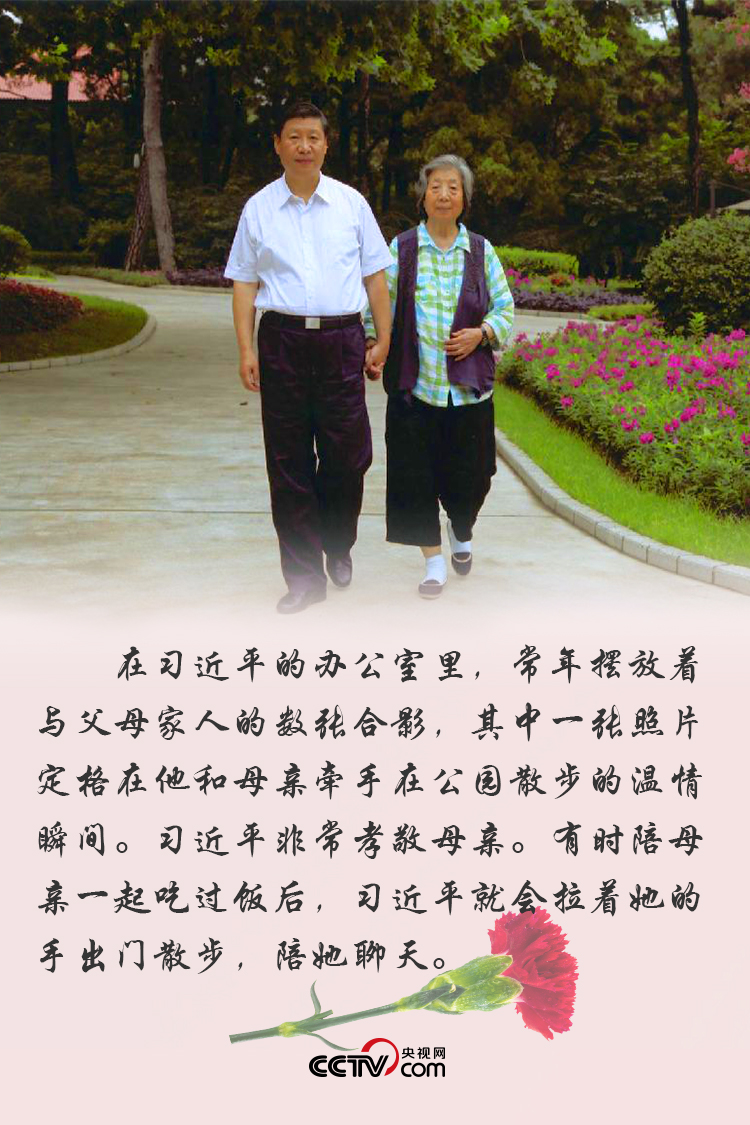 在习近平的办公室里，常年摆放着
与父母家人的数张合影，其中一张照片
定格在他和母亲牵手在公园散步的温情
瞬间。习近平非常孝敬母亲。有时陪母
亲一起吃过饭后，习近平就会拉着她的
手出门散步，陪她聊天。
CCTV.com 央视网